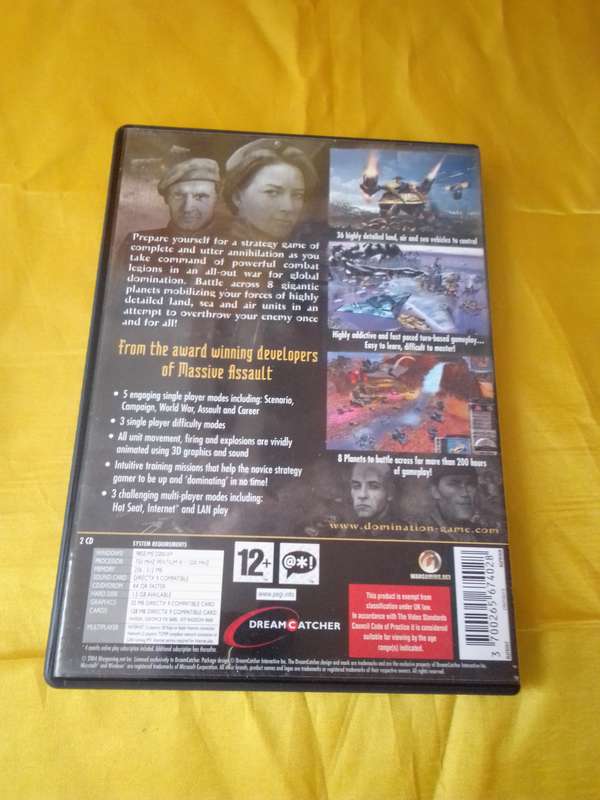 Prepare yourself for a strategy game of
complete and utter annihilation as you
take command of powerful combat
legions in an all-out war for global
domination. Battle across 8 gigantic
planets mobilizing your forces of highly
detailed land, sea and air units in an
attempt to overthrow your enemy once
and for all!
From the award winning developers
of Massive Assault
• 5 engaging single player modes including: Scenario,
Campaign, World War, Assault and Career
• 3 single player difficulty modes
• All unit movement, firing and explosions are vividly
animated using 3D graphics and sound
• Intuitive training missions that help the novice strategy
gamer to be up and 'dominating' in no time!
• 3 challenging multi-player modes including:
Hot Seat, Internet* and LAN play
36 highly detailed land, air and sea vehicles to control
Highly addictive and fast paced turn-based gameplay...
Easy to learn, difficult to master!
8 Planets to battle across for more than 200 hours
of gameplay!
www.domination-game.com
2 CD
SYSTEM REQUIREMENTS
WINDOWS
PROCESSOR
MEMORY
SOUND CARD
DIRECTX 9 COMPATIBLE
CD/DVDROM
HARD DISK
GRAPHICS
CARDS
MULTIPLAYER
12+
@*!
www.pegi.info
WARGAMING.NET
DREAMCATCHER
This product is exempt from
classification under UK law.
In accordance with The Video Standards
Council Code of Practice it is considered
suitable for viewing by the age
range(s) indicated.
3 700265 674028